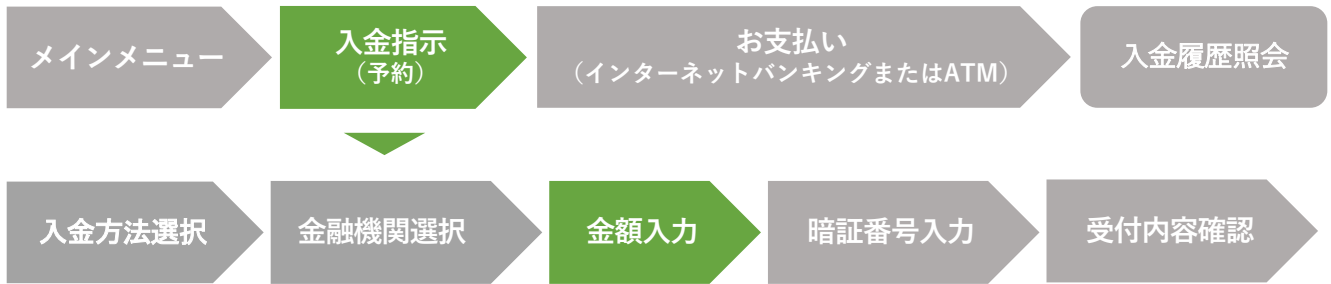 メインメニュー
入金指示
（予約）
お支払い
（インターネットバンキングまたはATM）
入金履歴照会
入金方法選択
金融機関選択
金額入力
暗証番号入力
受付内容確認